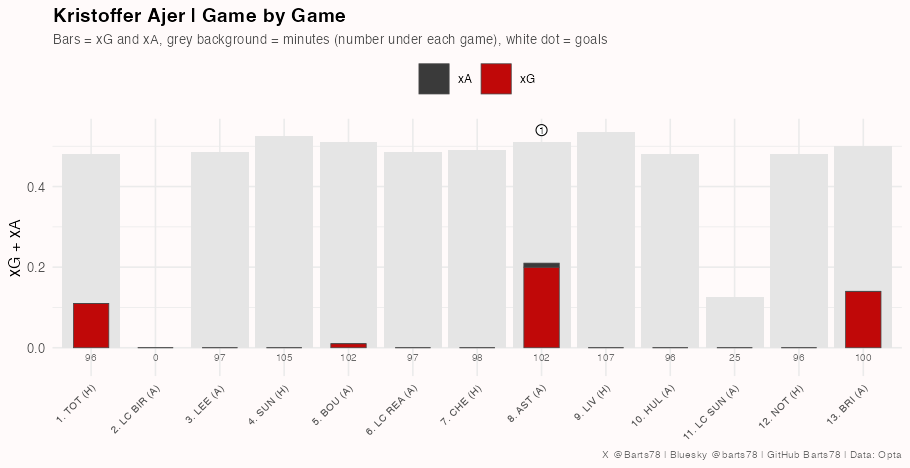 Kristoffer Ajer | Game by Game
Bars = xG and xA, grey background = minutes (number under each game), white dot = goals
xA xG
1
xG + xA
0.4
0.2
0.0
96 0 97 105 102 97 98 102 107 96 25 96 100
1. TOT (H)
2. LC BIR (A)
3. LEE (A)
4. SUN (H)
5. BOU (A)
6. LC REA (A)
7. CHE (H)
8. AST (A)
9. LIV (H)
10. HUL (A)
11. LC SUN (A)
12. NOT (H)
13. BRI (A)
X @Barts78 | Bluesky @barts78 | GitHub Barts78 | Data: Opta